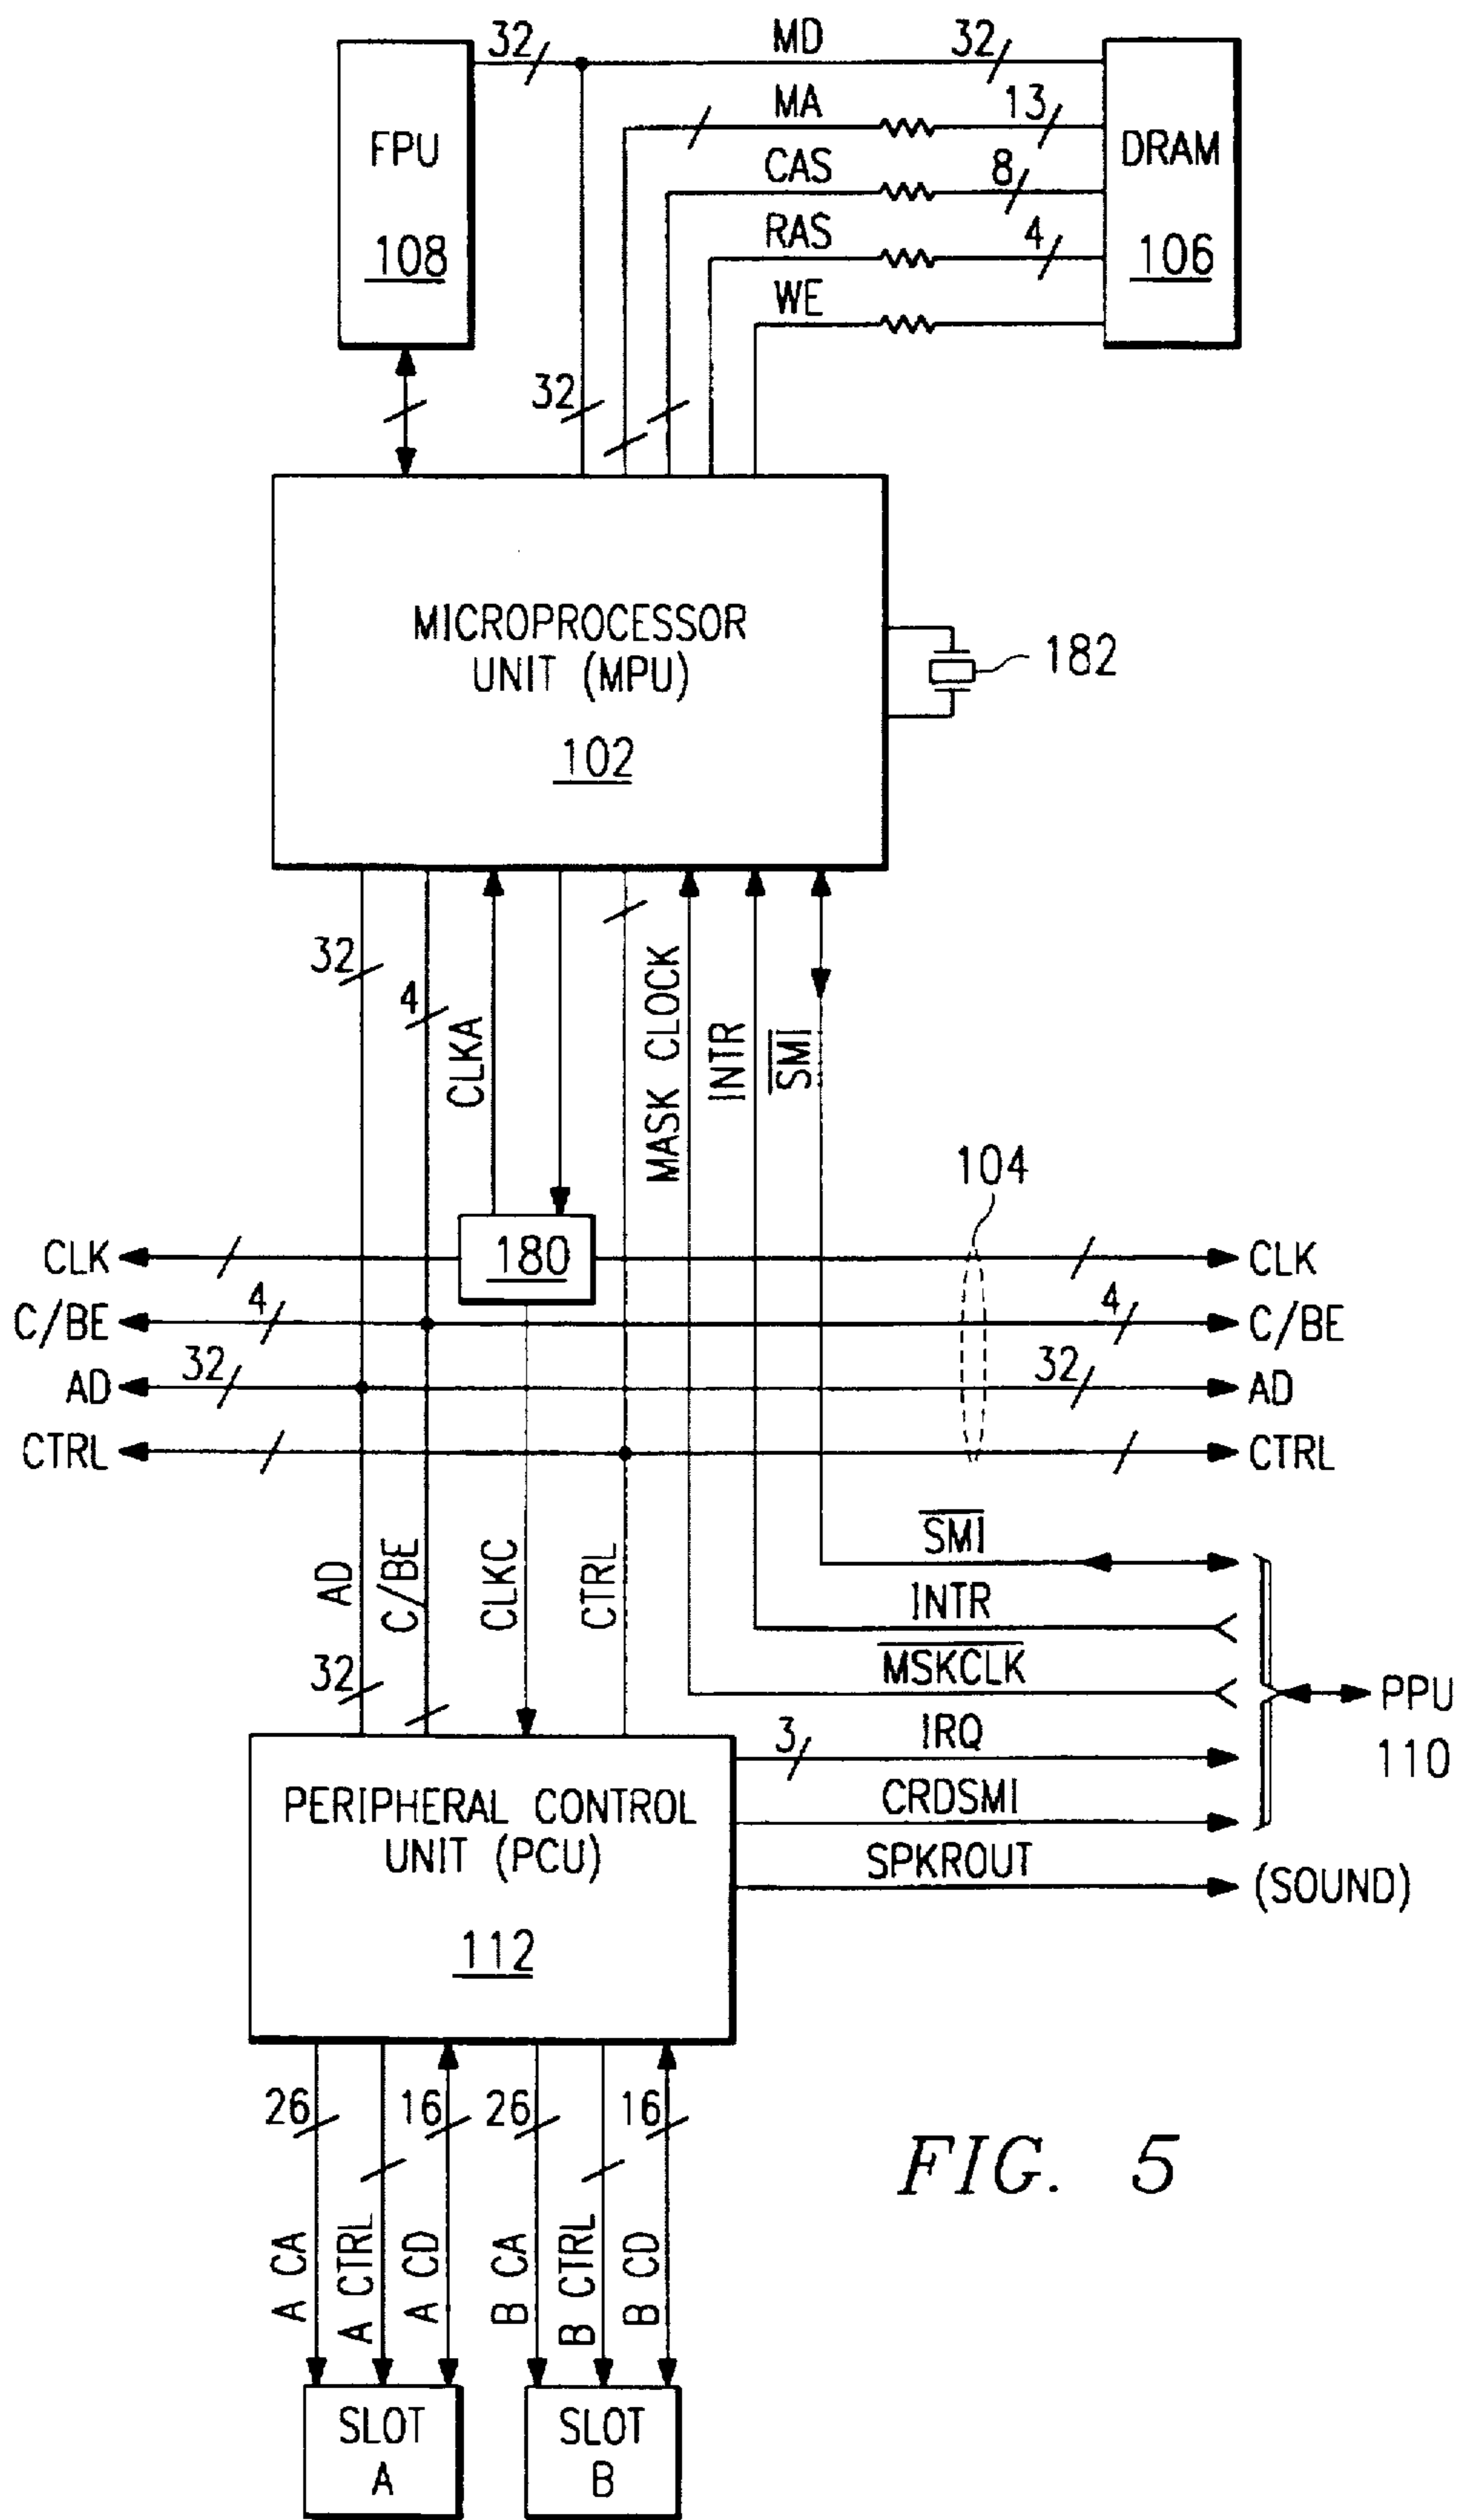 32
MD
32
MA
13
FPU
DRAM
CAS
8
RAS
4
108
106
WE
32
MICROPROCESSOR
UNIT (MPU)
102
182
32
4
CLKA
MASK CLOCK
INTR
SMI
104
CLK
180
CLK
C/BE
4
4
C/BE
AD
32
32
AD
CTRL
CTRL
AD
C/BE
CLKC
CTRL
SMI
INTR
MSKCLK
32
PPU
110
3
IRQ
CRDSMI
SPKROUT
(SOUND)
PERIPHERAL CONTROL
UNIT (PCU)
112
26
16
26
16
A CA
A CTRL
A CD
B CA
B CTRL
B CD
FIG. 5
SLOT
A
SLOT
B